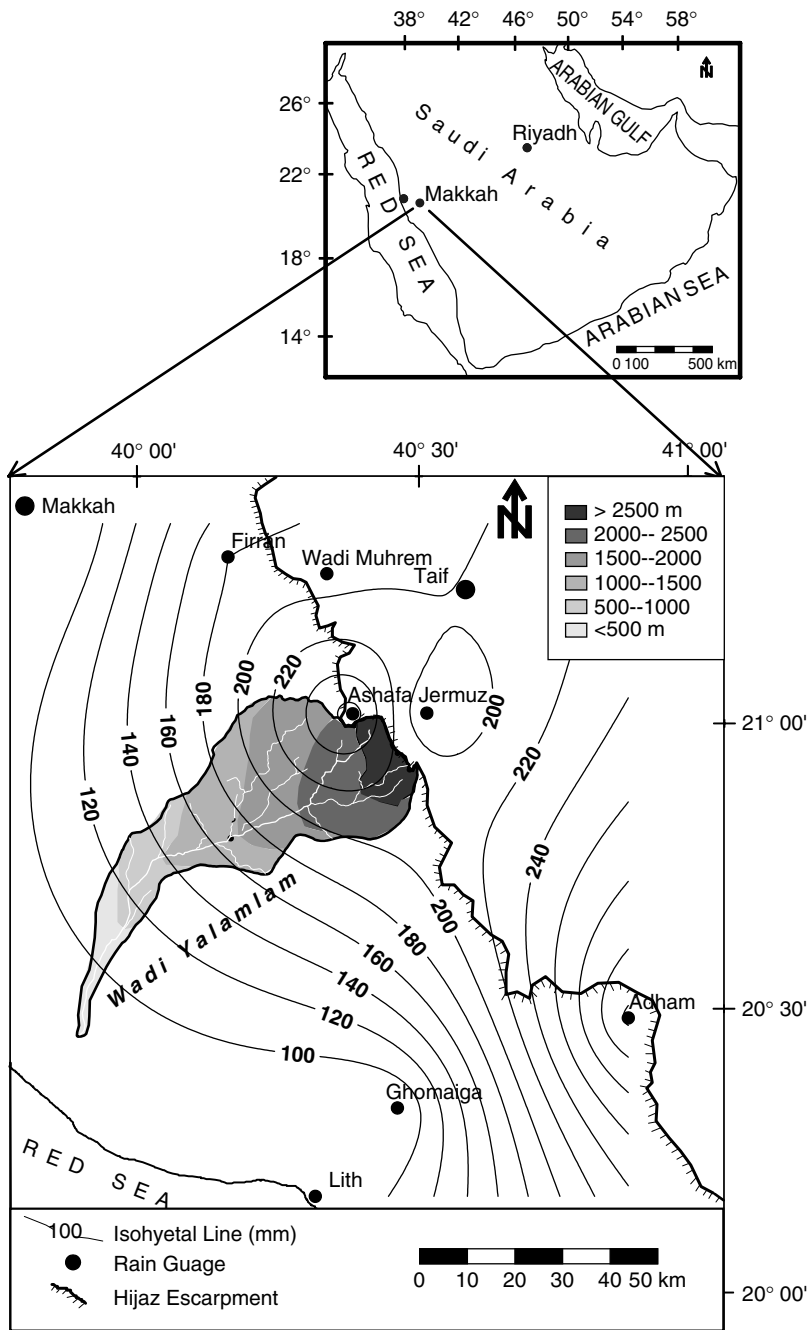 38° 42° 46° 50° 54° 58°
N
26°
22°
18°
14°
ARABIAN GULF
Saudi Arabia
Riyadh
Makkah
RED SEA
ARABIAN SEA
0 100 500 km
40° 00' 40° 30' 41° 00'
Makkah
N
> 2500 m
2000-- 2500
1500--2000
1000--1500
500--1000
<500 m
Firran
Wadi Muhrem
Taif
200
220
180
160
140
120
Ashafa Jermuz
200
220
21° 00'
240
Wadi Yalamlam
200
180
160
140
120
100
Adham
20° 30'
Ghomaiga
RED SEA
Lith
100 Isohyetal Line (mm)
Rain Guage
Hijaz Escarpment
0 10 20 30 40 50 km
20° 00'